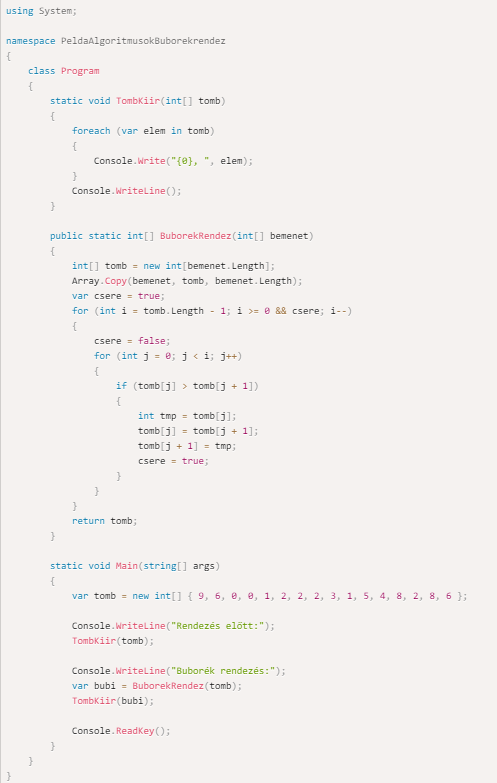 using System;

namespace PeldaAlgoritmusokBuborekrendez
{
    class Program
    {
        static void TombKiir(int[] tomb)
        {
            foreach (var elem in tomb)
            {
                Console.Write("{0}, ", elem);
            }
            Console.WriteLine();
        }

        public static int[] BuborekRendez(int[] bemenet)
        {
            int[] tomb = new int[bemenet.Length];
            Array.Copy(bemenet, tomb, bemenet.Length);
            var csere = true;
            for (int i = tomb.Length - 1; i >= 0 && csere; i--)
            {
                csere = false;
                for (int j = 0; j < i; j++)
                {
                    if (tomb[j] > tomb[j + 1])
                    {
                        int tmp = tomb[j];
                        tomb[j] = tomb[j + 1];
                        tomb[j + 1] = tmp;
                        csere = true;
                    }
                }
            }
            return tomb;
        }

        static void Main(string[] args)
        {
            var tomb = new int[] { 9, 6, 0, 0, 1, 2, 2, 2, 3, 1, 5, 4, 8, 2, 8, 6 };

            Console.WriteLine("Rendezés előtt:");
            TombKiir(tomb);

            Console.WriteLine("Buborék rendezés:");
            var bubi = BuborekRendez(tomb);
            TombKiir(bubi);

            Console.ReadKey();
        }
    }
}